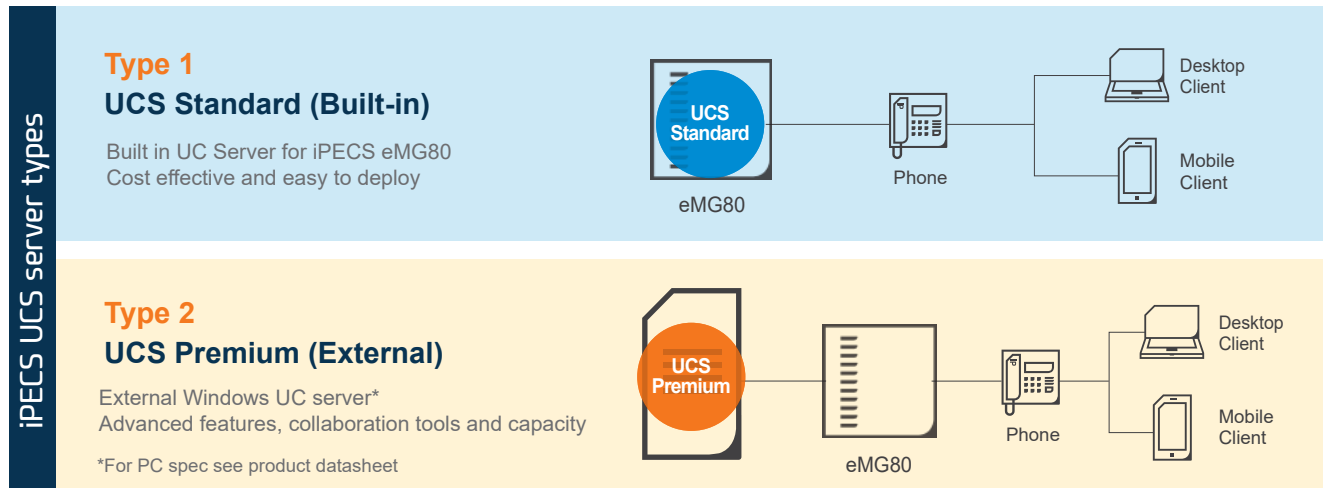 iPECS UCS server types
Type 1
UCS Standard (Built-in)
Built in UC Server for iPECS eMG80
Cost effective and easy to deploy
UCS
Standard
eMG80
Phone
Desktop
Client
Mobile
Client
Type 2
UCS Premium (External)
External Windows UC server*
Advanced features, collaboration tools and capacity
*For PC spec see product datasheet
UCS
Premium
eMG80
Phone
Desktop
Client
Mobile
Client